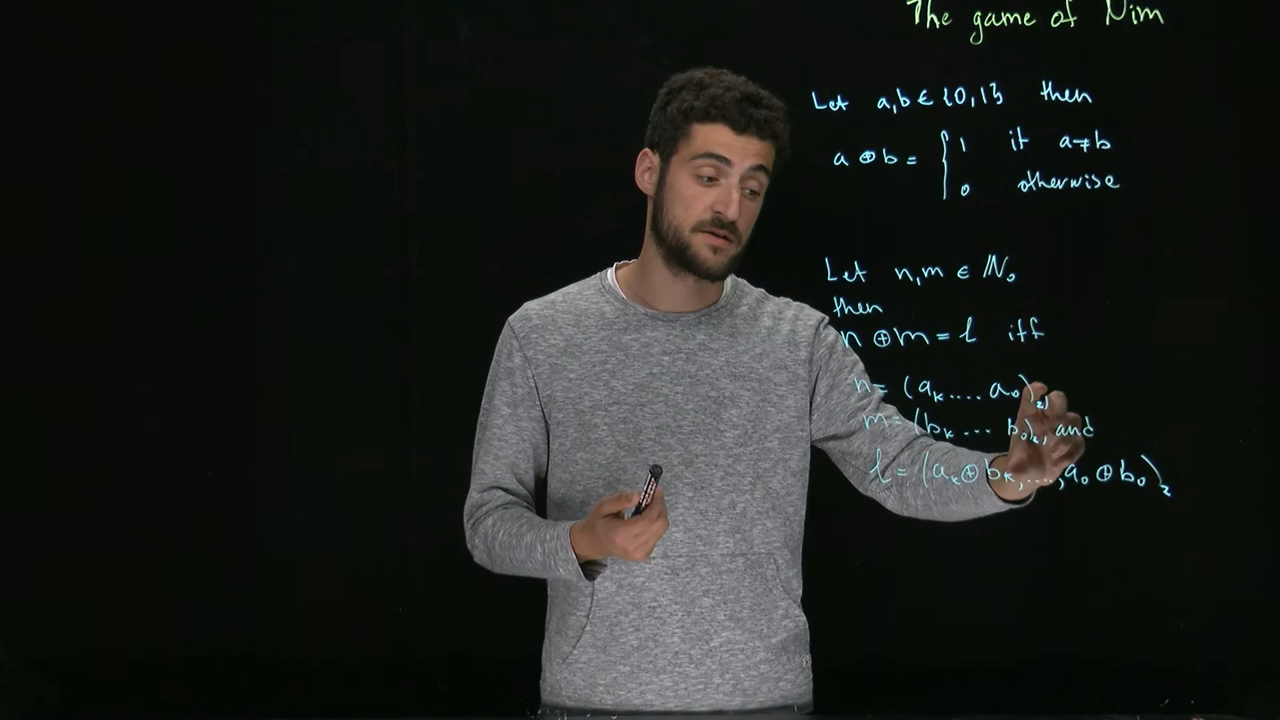 The game of Nim
Let a,b ∈ {0,1} then
a ⊕ b = { 1 if a≠b
0 otherwise
Let n,m ∈ ℕ₀
then
n ⊕ m = l iff
n = (aₖ .... a₀)₂,
m = (bₖ ... b₀)₂, and
l = (aₖ ⊕ bₖ, ..., a₀ ⊕ b₀)₂